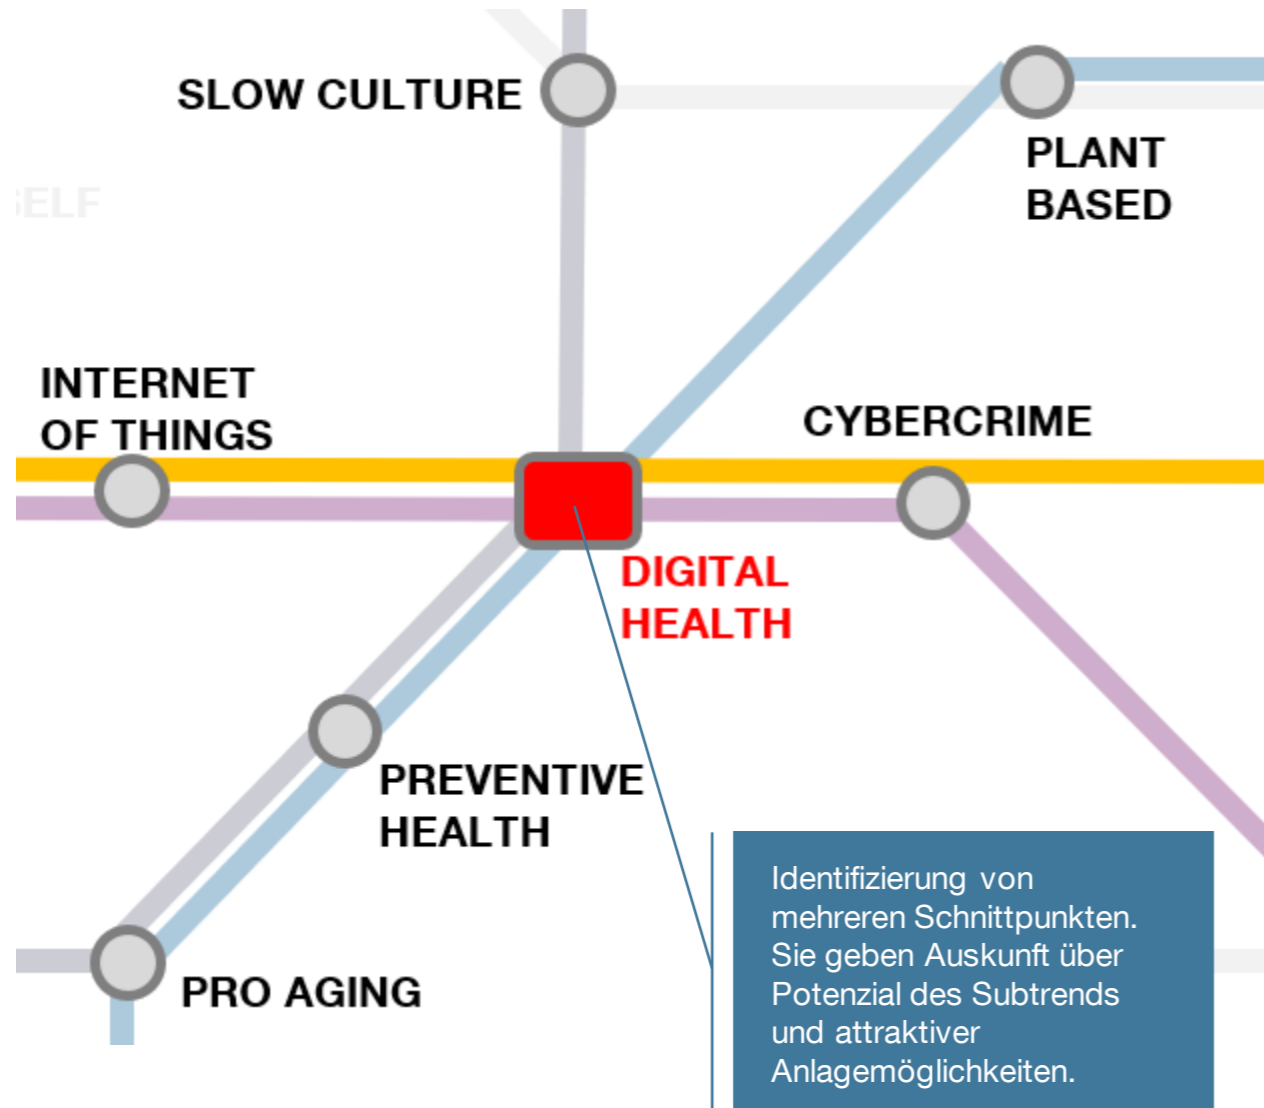 SLOW CULTURE
PLANT
BASED
SELF
INTERNET
OF THINGS
CYBERCRIME
DIGITAL
HEALTH
PREVENTIVE
HEALTH
PRO AGING
Identifizierung von
mehreren Schnittpunkten.
Sie geben Auskunft über
Potenzial des Subtrends
und attraktiver
Anlagemöglichkeiten.